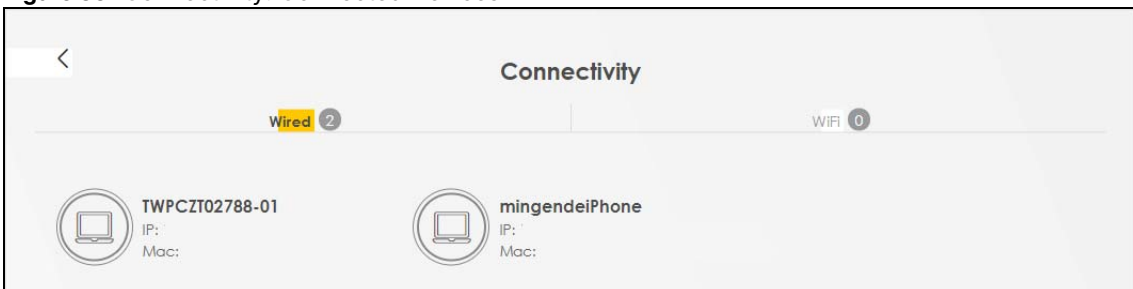 Connectivity
Wired 2
WiFi 0
TWPCZT02788-01
IP:
Mac:
mingendeiPhone
IP:
Mac: